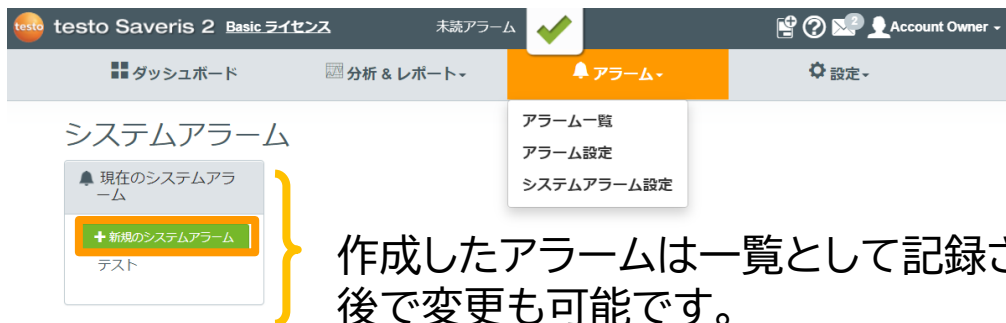 testo testo Saveris 2 Basic ライセンス 未読アラーム 2 Account Owner
ダッシュボード 分析 & レポート アラーム 設定
アラーム一覧
アラーム設定
システムアラーム設定
システムアラーム
現在のシステムアラ
ーム
+ 新規のシステムアラーム
テスト
作成したアラームは一覧として記録さ
後で変更も可能です。